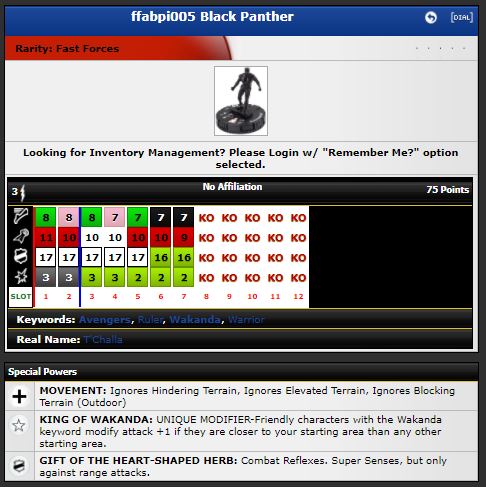 ffabpi005 Black Panther
[DIAL]
Rarity: Fast Forces
Looking for Inventory Management? Please Login w/ "Remember Me?" option
selected.
3
No Affiliation
75 Points
8 8 8 7 7 7 7 KO KO KO KO KO
11 10 10 10 10 10 9 KO KO KO KO KO
17 17 17 17 17 16 16 KO KO KO KO KO
3 3 3 3 2 2 2 KO KO KO KO KO
SLOT 1 2 3 4 5 6 7 8 9 10 11 12
Keywords: Avengers, Ruler, Wakanda, Warrior
Real Name: T'Challa
Special Powers
MOVEMENT: Ignores Hindering Terrain, Ignores Elevated Terrain, Ignores Blocking
Terrain (Outdoor)
KING OF WAKANDA: UNIQUE MODIFIER-Friendly characters with the Wakanda
keyword modify attack +1 if they are closer to your starting area than any other
starting area.
GIFT OF THE HEART-SHAPED HERB: Combat Reflexes. Super Senses, but only
against range attacks.